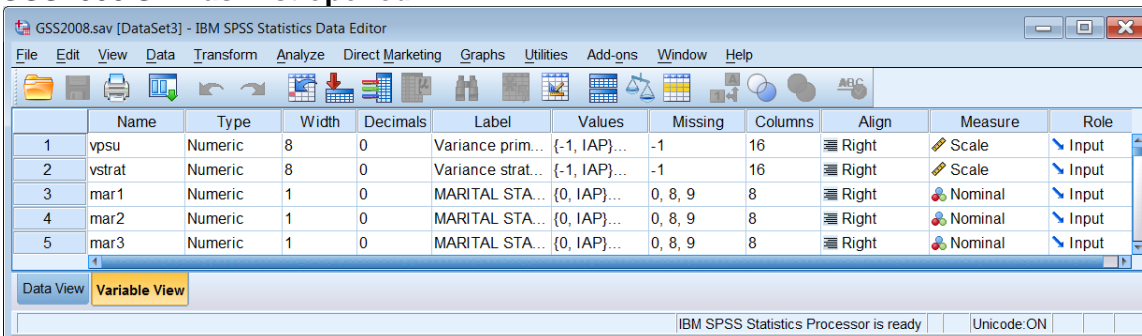 GSS2008.sav [DataSet3] - IBM SPSS Statistics Data Editor
File Edit View Data Transform Analyze Direct Marketing Graphs Utilities Add-ons Window Help
Name Type Width Decimals Label Values Missing Columns Align Measure Role
1 vpsu Numeric 8 0 Variance prim... {-1, IAP}... -1 16 Right Scale Input
2 vstrat Numeric 8 0 Variance strat... {-1, IAP}... -1 16 Right Scale Input
3 mar1 Numeric 1 0 MARITAL STA... {0, IAP}... 0, 8, 9 8 Right Nominal Input
4 mar2 Numeric 1 0 MARITAL STA... {0, IAP}... 0, 8, 9 8 Right Nominal Input
5 mar3 Numeric 1 0 MARITAL STA... {0, IAP}... 0, 8, 9 8 Right Nominal Input
Data View Variable View
IBM SPSS Statistics Processor is ready Unicode:ON